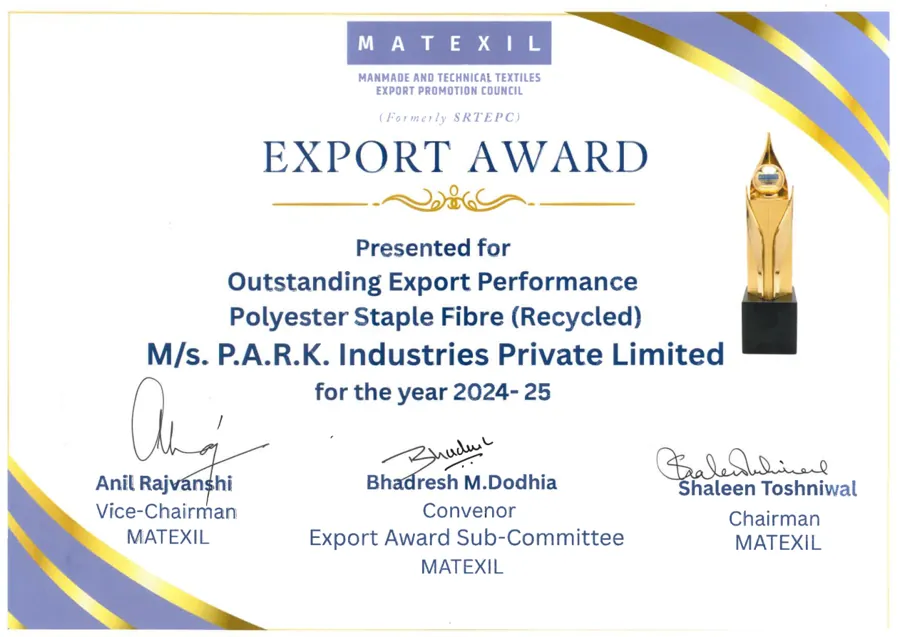 MATEXIL
MANMADE AND TECHNICAL TEXTILES
EXPORT PROMOTION COUNCIL
(Formerly SRTEPC)
EXPORT AWARD
Presented for
Outstanding Export Performance
Polyester Staple Fibre (Recycled)
M/s. P.A.R.K. Industries Private Limited
for the year 2024- 25
Bhadresh
Anil Rajvanshi
Vice-Chairman
MATEXIL
Bhadresh M.Dodhia
Convenor
Export Award Sub-Committee
MATEXIL
Shaleen Toshniwal
Chairman
MATEXIL